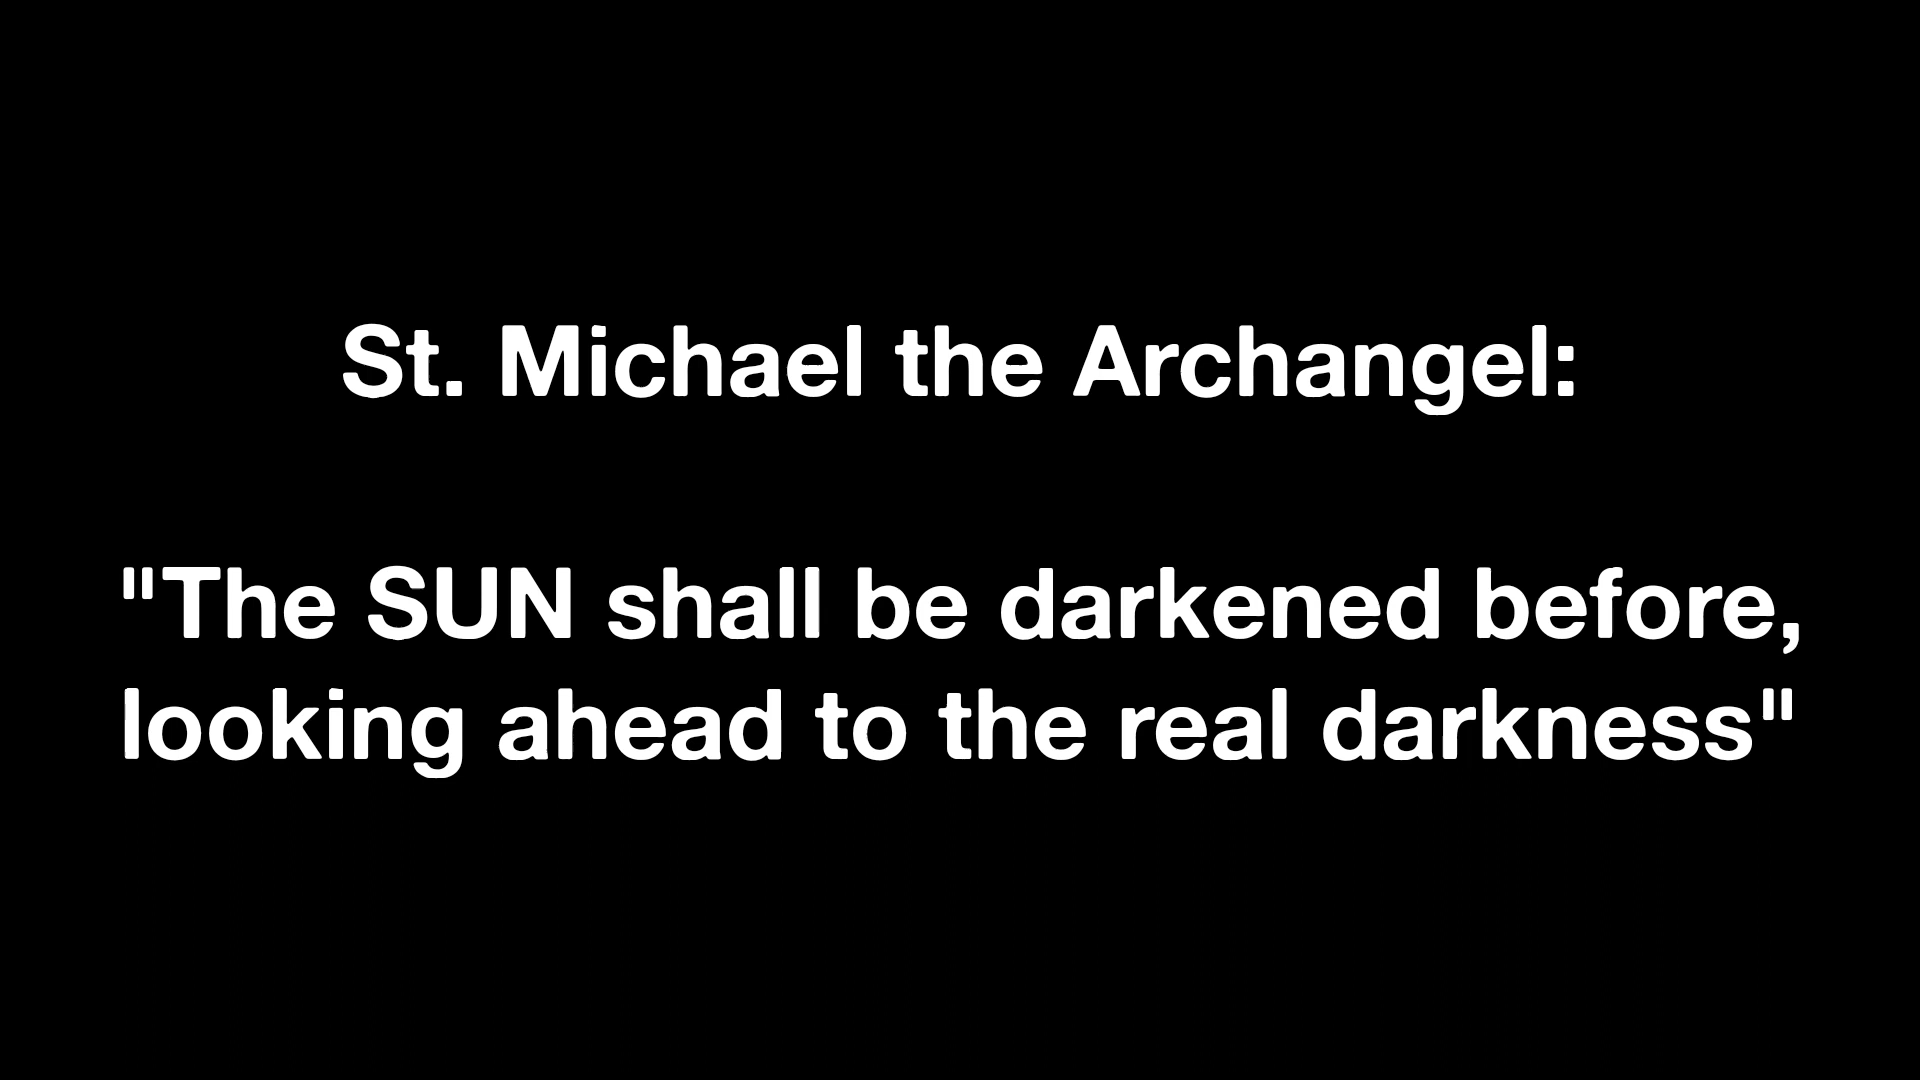 St. Michael the Archangel:
"The SUN shall be darkened before,
looking ahead to the real darkness"